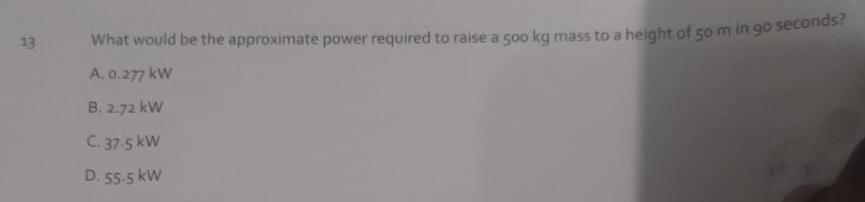 13 What would be the approximate power required to raise a 500 kg mass to a height of 50 m in 90 seconds?
A. 0.277 kW
B. 2.72 kW
C. 37.5 kW
D. 55.5 kW